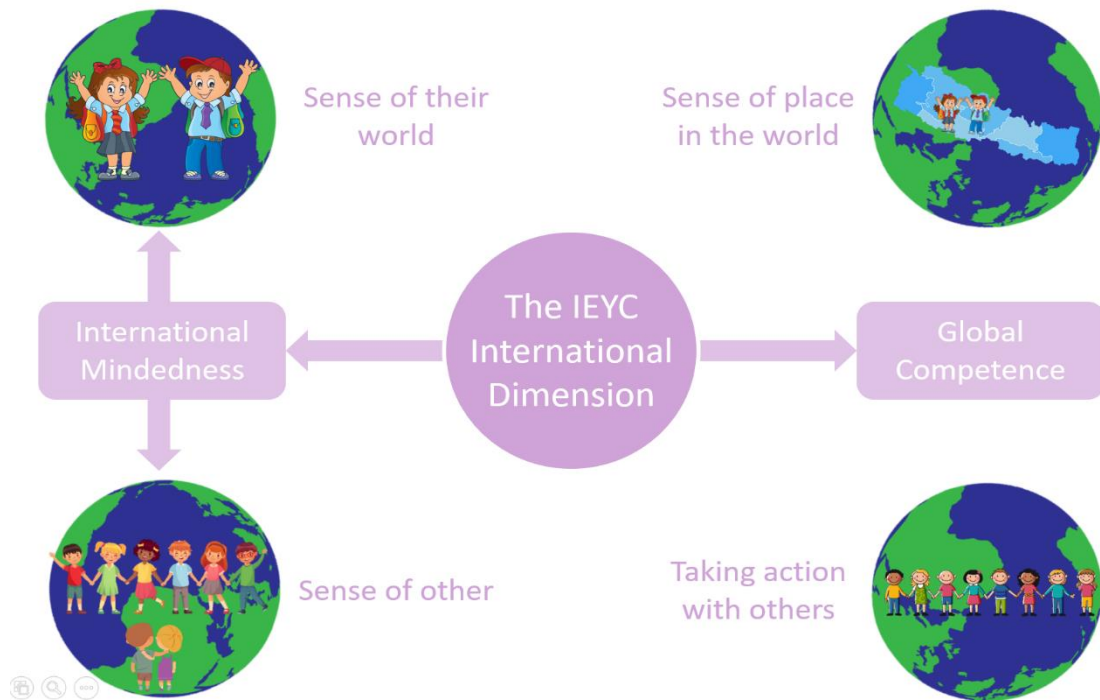 Sense of their
world
Sense of place
in the world
The IEYC
International
Dimension
International
Mindedness
Global
Competence
Sense of other
Taking action
with others